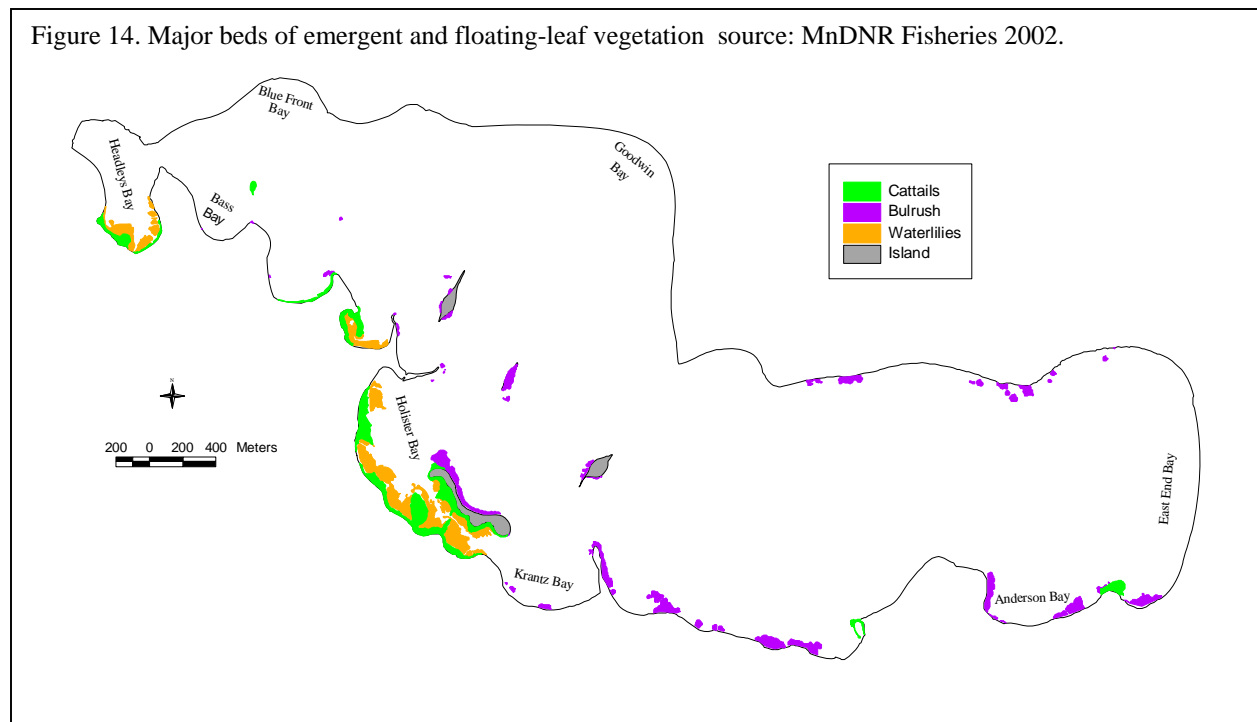 Figure 14. Major beds of emergent and floating-leaf vegetation  source: MnDNR Fisheries 2002.
Blue Front
Bay
Headleys Bay
Bass
Bay
Goodwin
Bay
Cattails
Bulrush
Waterlilies
Island
N
Holister Bay
200 0 200 400 Meters
East End Bay
Krantz Bay
Anderson Bay